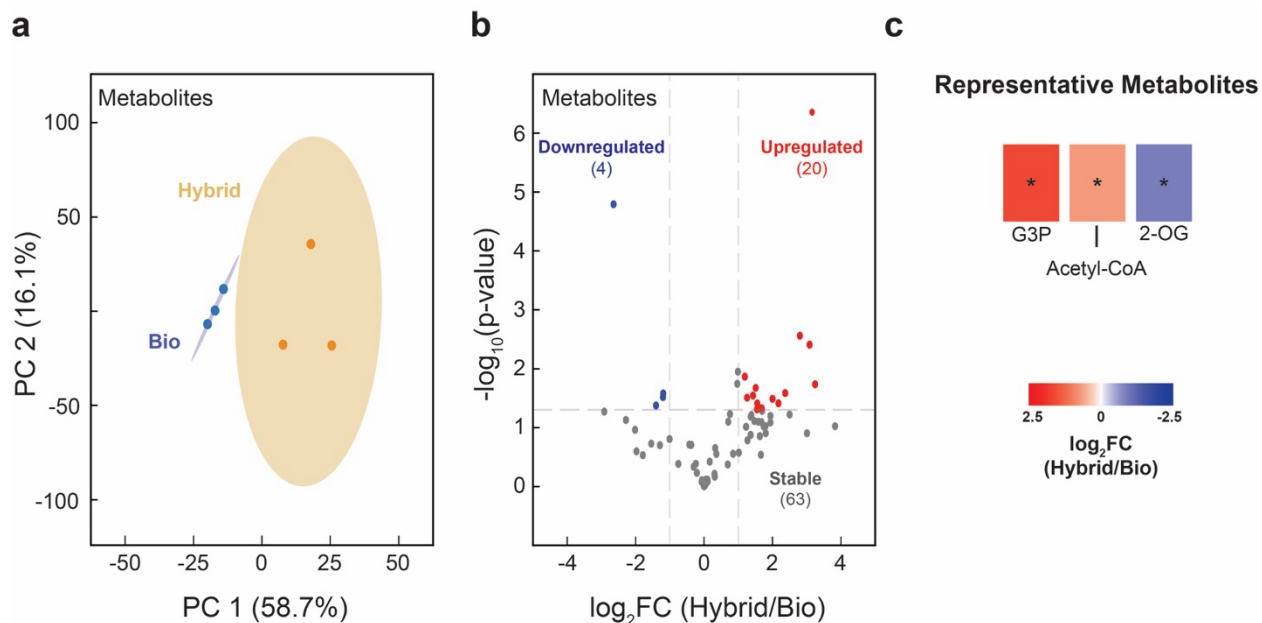 a
Metabolites
Hybrid
Bio
100
50
-50
-100
-50
-25
0
25
50
PC 2 (16.1%)
PC 1 (58.7%)
b
Metabolites
Downregulated
(4)
Upregulated
(20)
Stable
(63)
6
5
4
3
2
1
0
-4
-2
0
2
4
-log₁₀(p-value)
log₂FC (Hybrid/Bio)
c
Representative Metabolites
* * *
G3P | 2-OG
Acetyl-CoA
2.5 0 -2.5
log₂FC
(Hybrid/Bio)